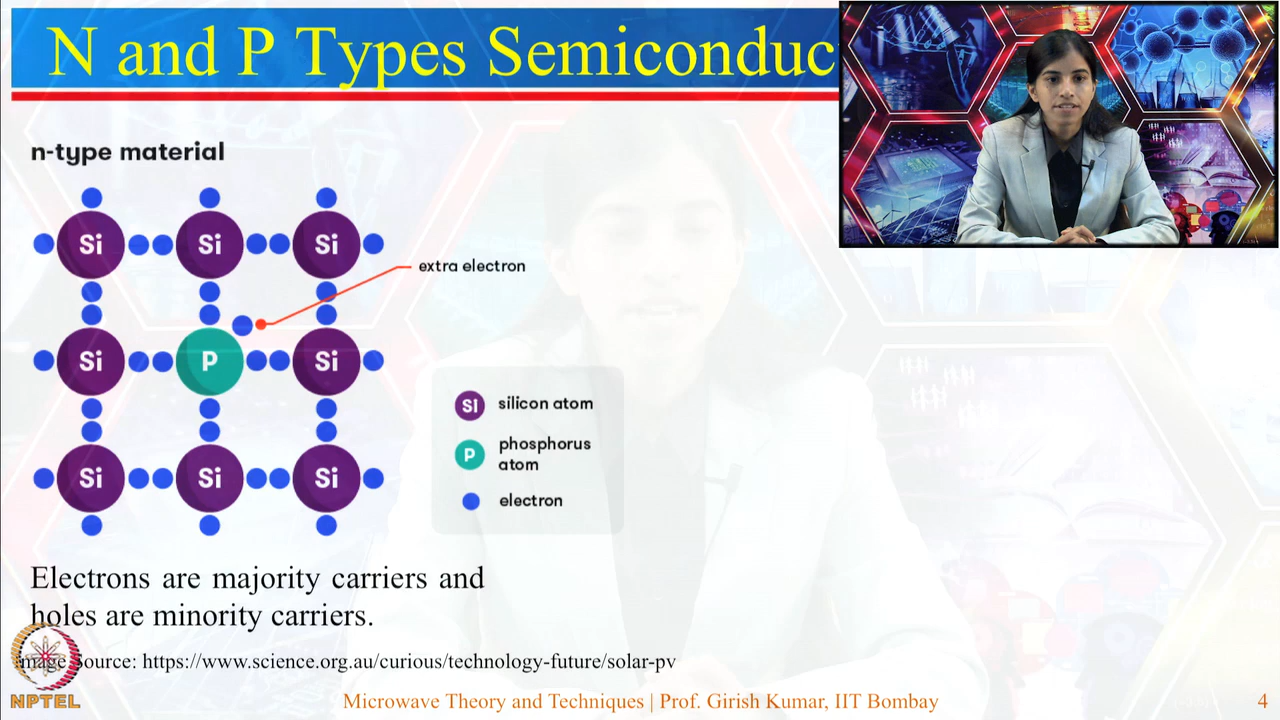 N and P Types Semiconduc
n-type material
Si Si Si
extra electron
Si P Si
SI silicon atom
P phosphorus
atom
electron
Si Si Si
Electrons are majority carriers and
holes are minority carriers.
mage Source: https://www.science.org.au/curious/technology-future/solar-pv
NPTEL
Microwave Theory and Techniques | Prof. Girish Kumar, IIT Bombay
4